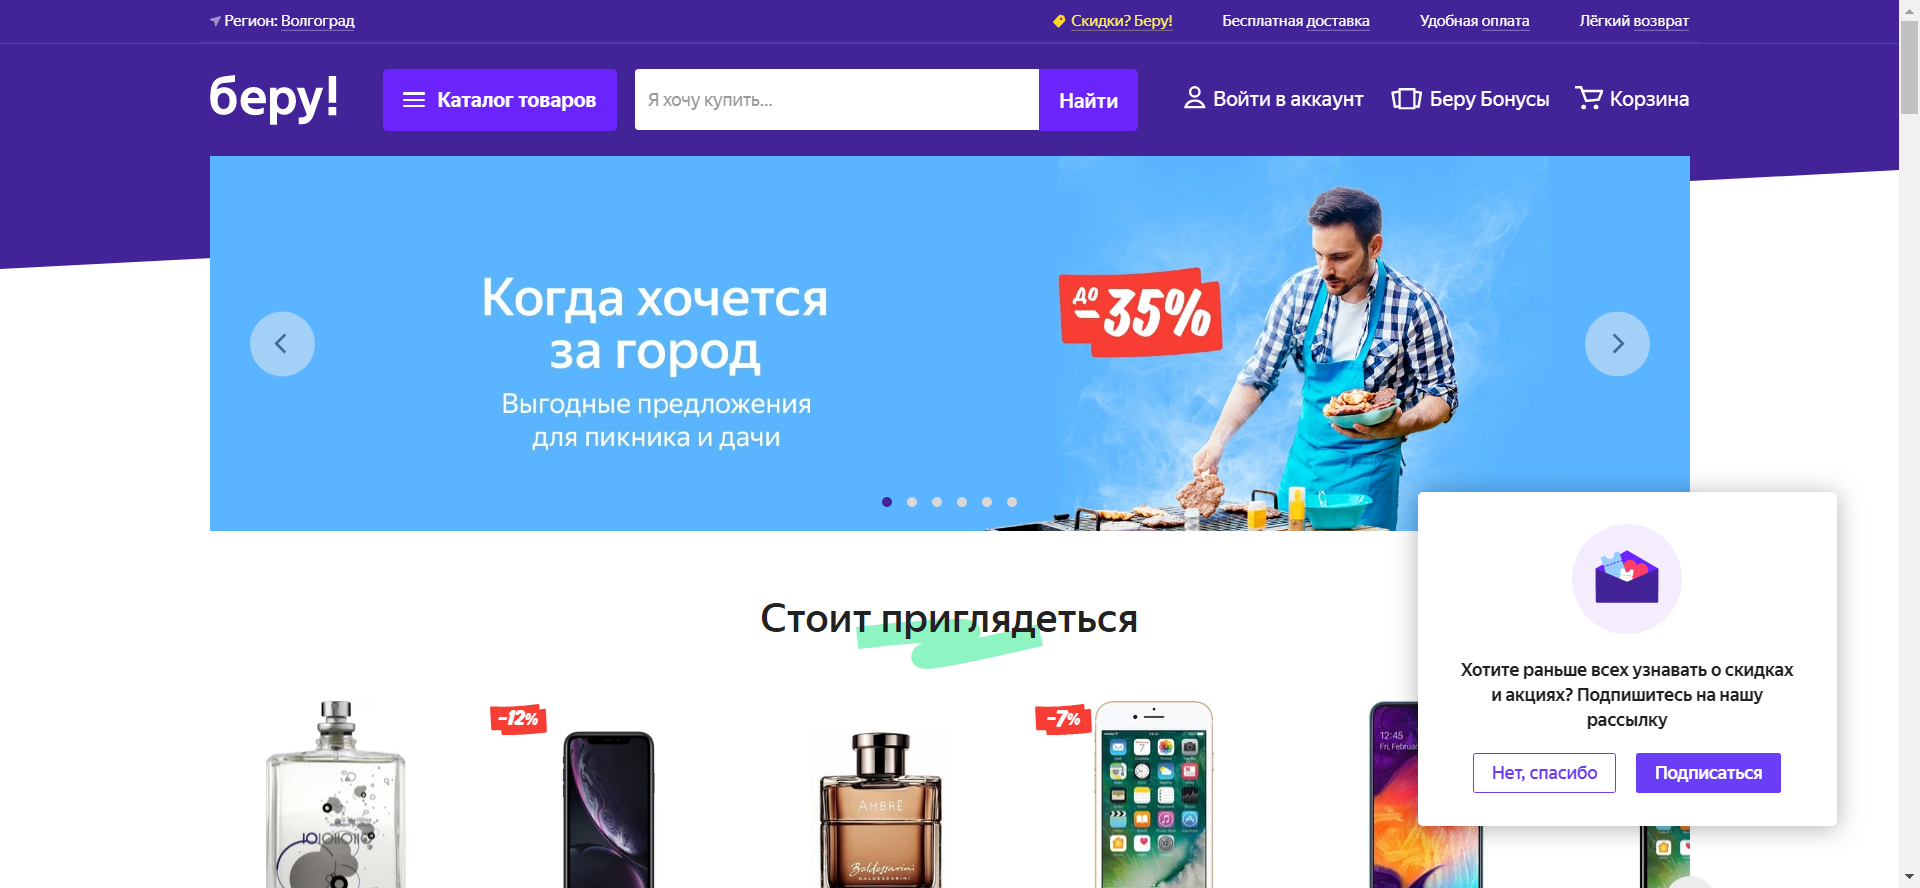 Регион: Волгоград
Скидки? Беру!
Бесплатная доставка
Удобная оплата
Лёгкий возврат
беру!
Каталог товаров
Я хочу купить...
Найти
Войти в аккаунт
Беру Бонусы
Корзина
Когда хочется
за город
Выгодные предложения
для пикника и дачи
ДО
-35%
Стоит приглядеться
-12%
-7%
AMBRÉ
Baldessarini
BALDESSARINI
12:45
Хотите раньше всех узнавать о скидках
и акциях? Подпишитесь на нашу
рассылку
Нет, спасибо
Подписаться